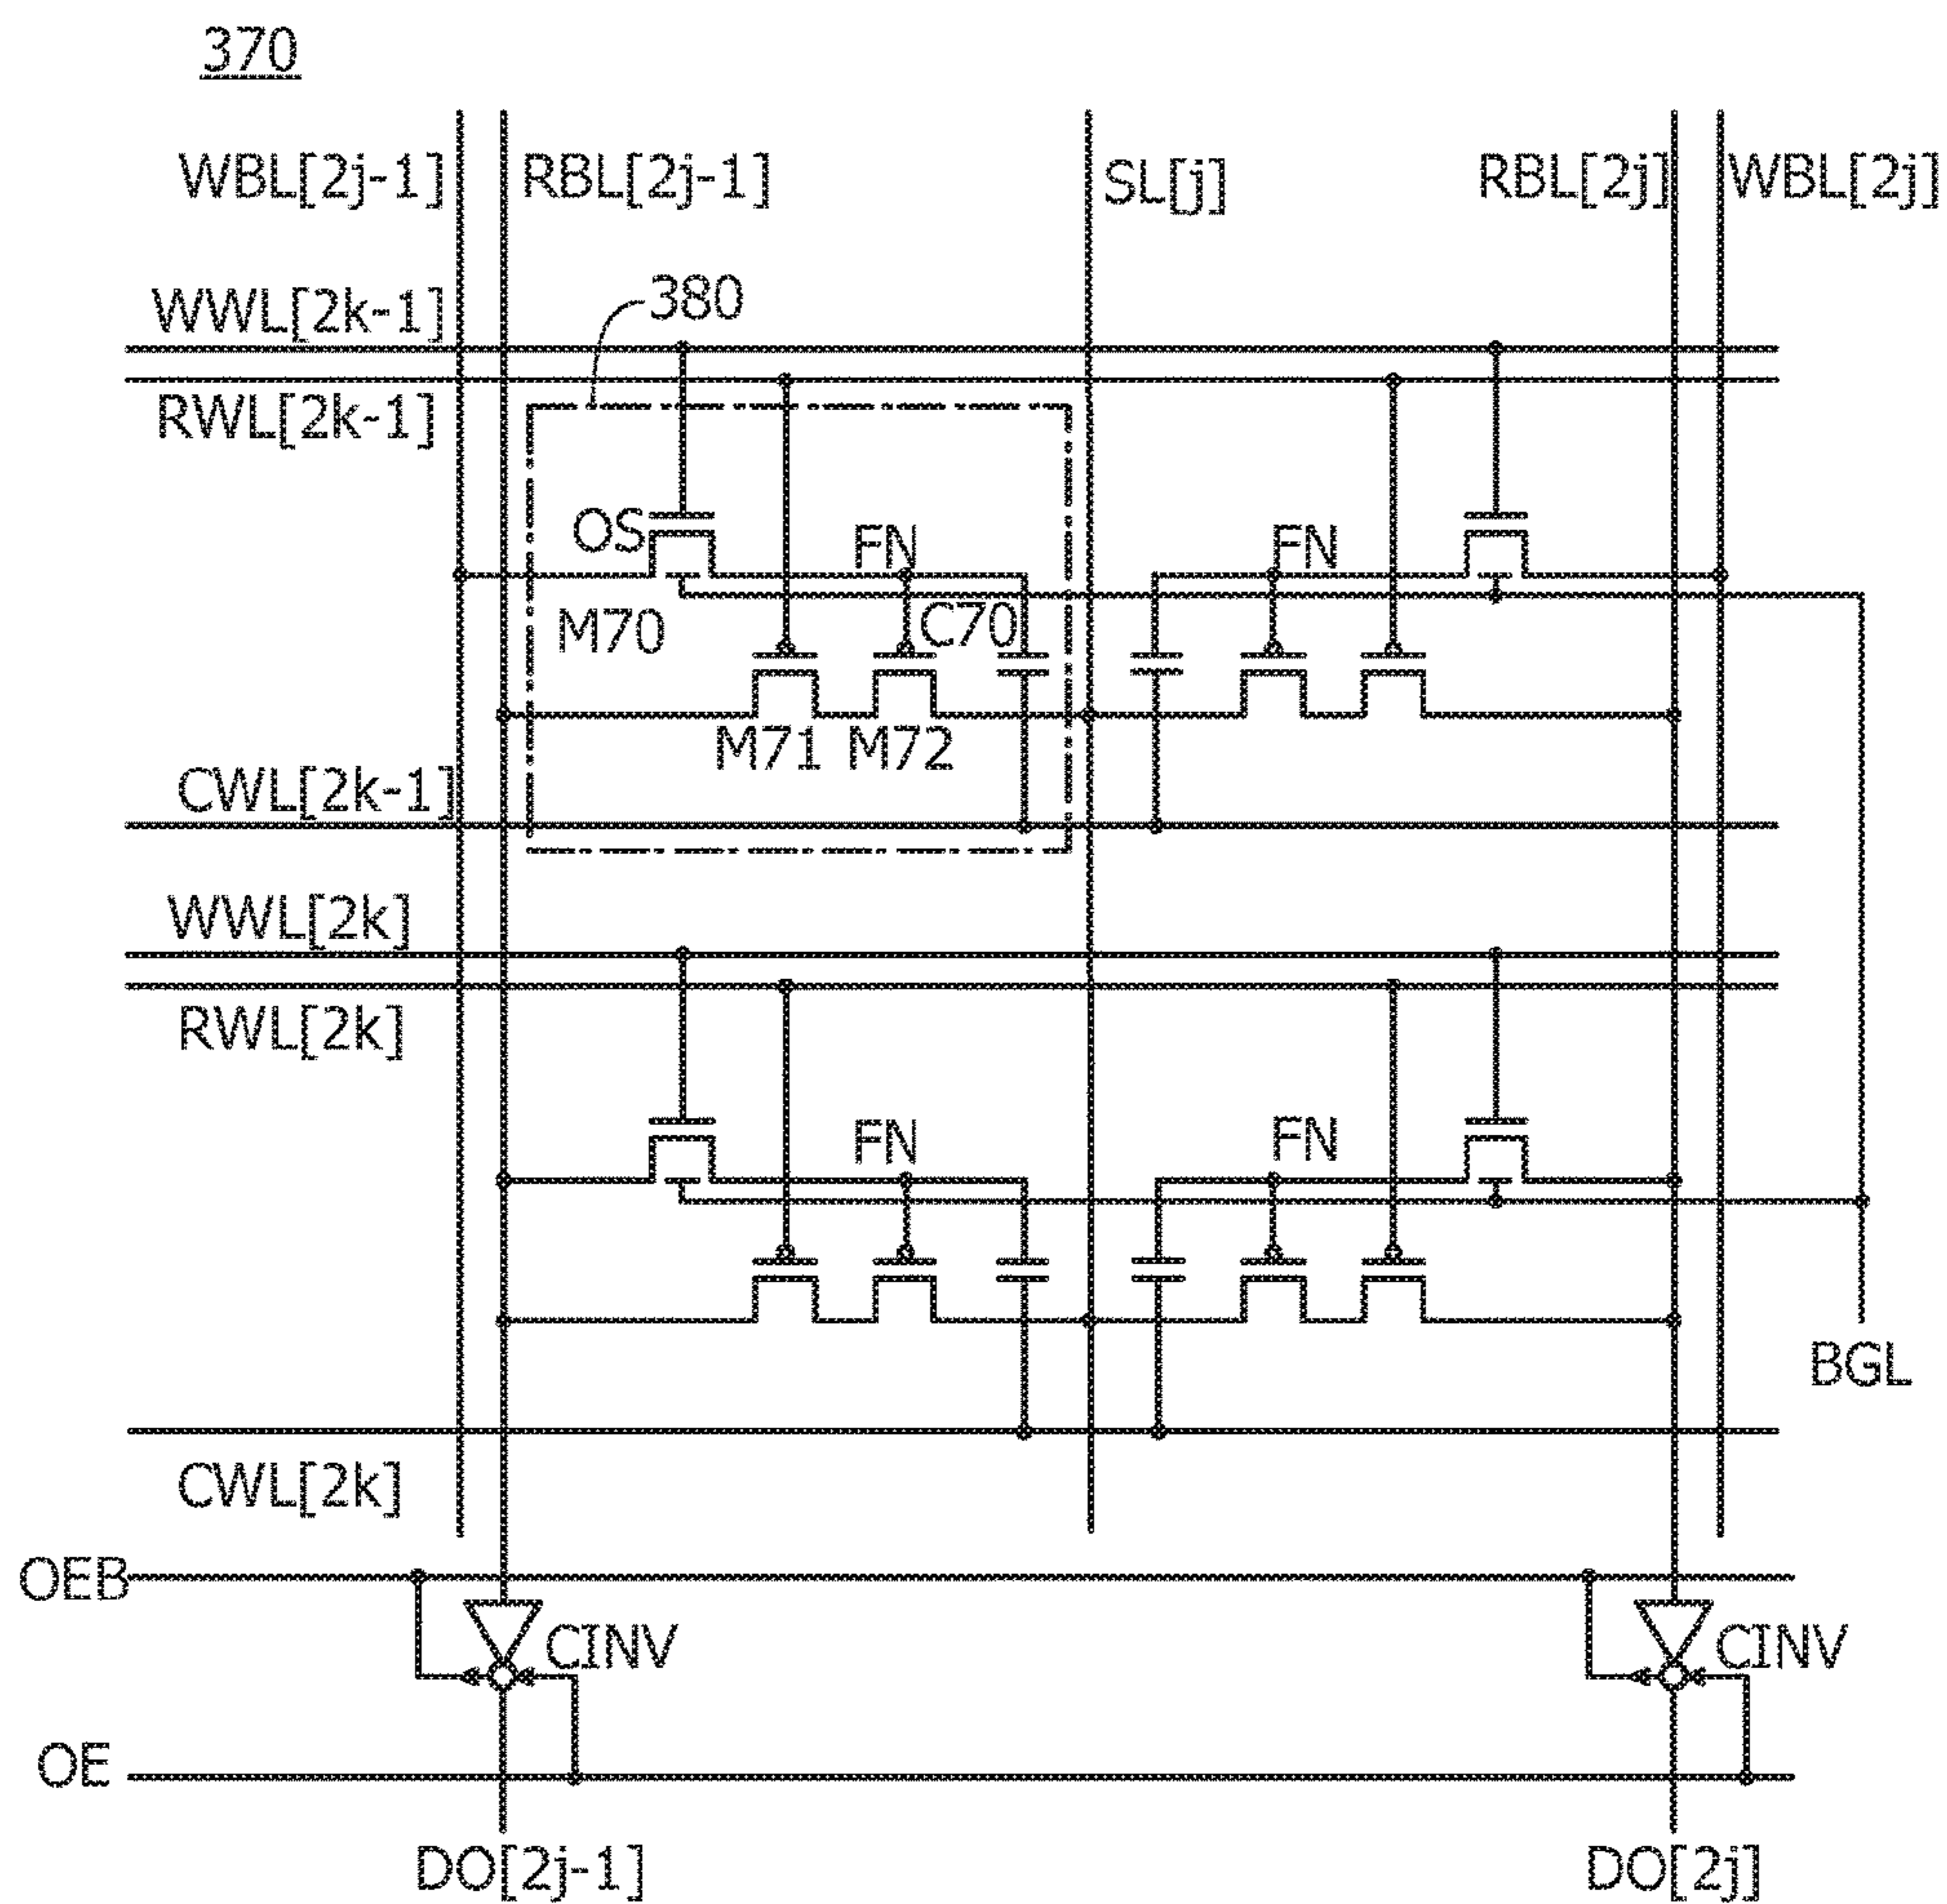 370
WBL[2j-1] RBL[2j-1] SL[j] RBL[2j] WBL[2j]
WWL[2k-1] 380
RWL[2k-1]
OS FN FN
M70 C70
M71 M72
CWL[2k-1]
WWL[2k]
RWL[2k]
FN FN
BGL
CWL[2k]
OEB
CINV CINV
OE
DO[2j-1] DO[2j]